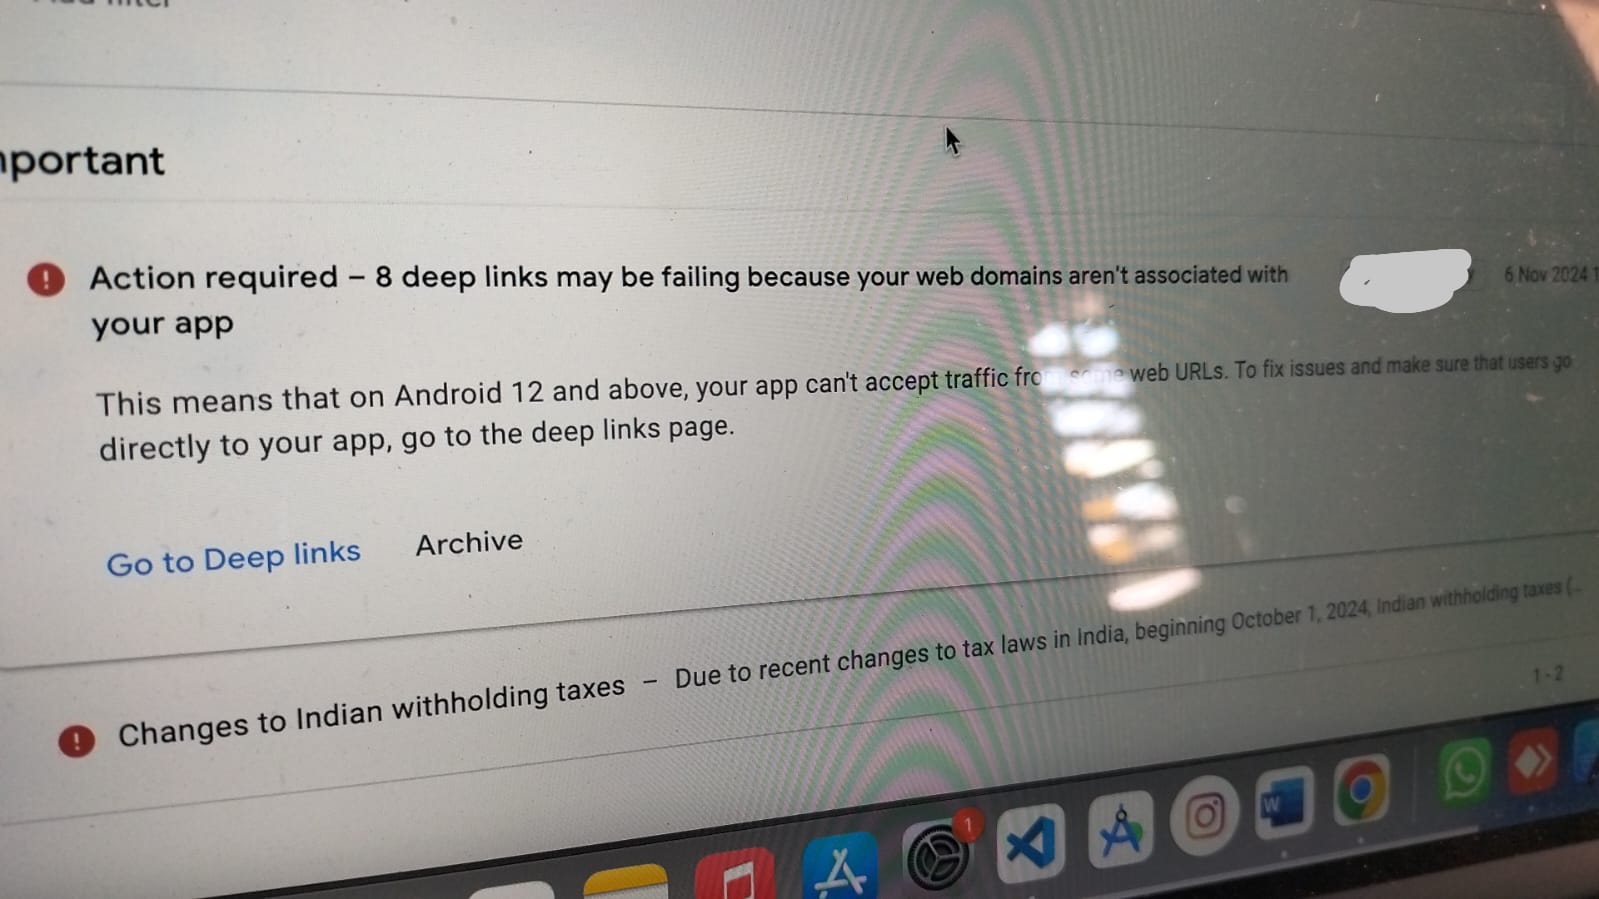 mportant
Action required – 8 deep links may be failing because your web domains aren't associated with
6 Nov 2024 1
your app
This means that on Android 12 and above, your app can't accept traffic from some web URLs. To fix issues and make sure that users go
directly to your app, go to the deep links page.
Go to Deep links Archive
Changes to Indian withholding taxes – Due to recent changes to tax laws in India, beginning October 1, 2024, Indian withholding taxes (...
1 - 2
1
W